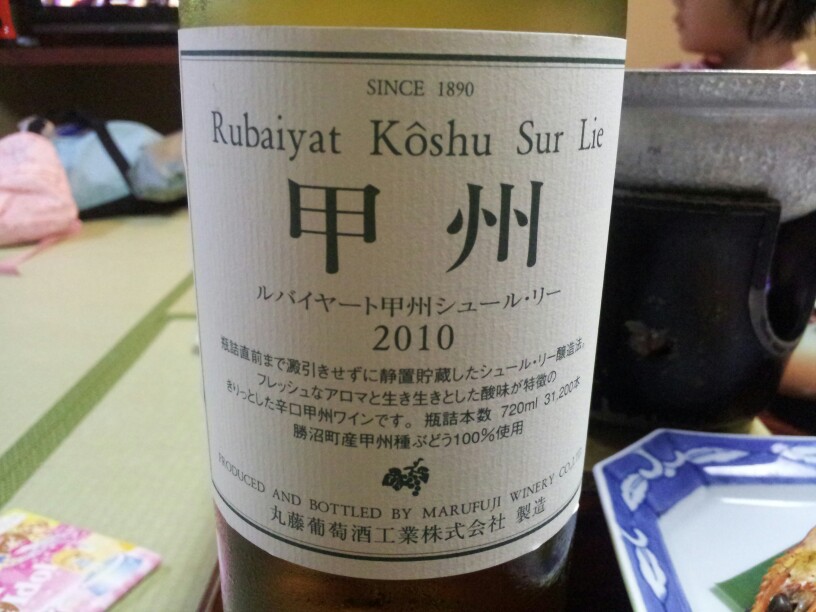 SINCE 1890
Rubaiyat Kôshu Sur Lie
甲州
ルバイヤート甲州シュール・リー
2010
瓶詰直前まで澱引きせずに静置貯蔵したシュール・リー醸造法。
フレッシュなアロマと生き生きとした酸味が特徴の
きりっとした辛口甲州ワインです。 瓶詰本数 720ml 31,200本
勝沼町産甲州種ぶどう100%使用
PRODUCED AND BOTTLED BY MARUFUJI WINERY CO.,LTD
丸藤葡萄酒工業株式会社 製造